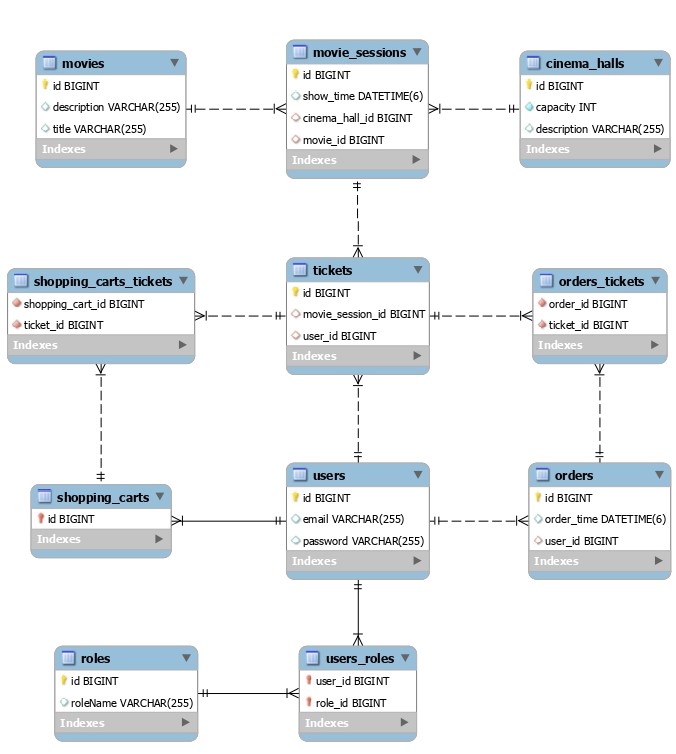 movies
id BIGINT
description VARCHAR(255)
title VARCHAR(255)
Indexes
movie_sessions
id BIGINT
show_time DATETIME(6)
cinema_hall_id BIGINT
movie_id BIGINT
Indexes
cinema_halls
id BIGINT
capacity INT
description VARCHAR(255)
Indexes
shopping_carts_tickets
shopping_cart_id BIGINT
ticket_id BIGINT
Indexes
tickets
id BIGINT
movie_session_id BIGINT
user_id BIGINT
Indexes
orders_tickets
order_id BIGINT
ticket_id BIGINT
Indexes
shopping_carts
id BIGINT
Indexes
users
id BIGINT
email VARCHAR(255)
password VARCHAR(255)
Indexes
orders
id BIGINT
order_time DATETIME(6)
user_id BIGINT
Indexes
roles
id BIGINT
roleName VARCHAR(255)
Indexes
users_roles
user_id BIGINT
role_id BIGINT
Indexes